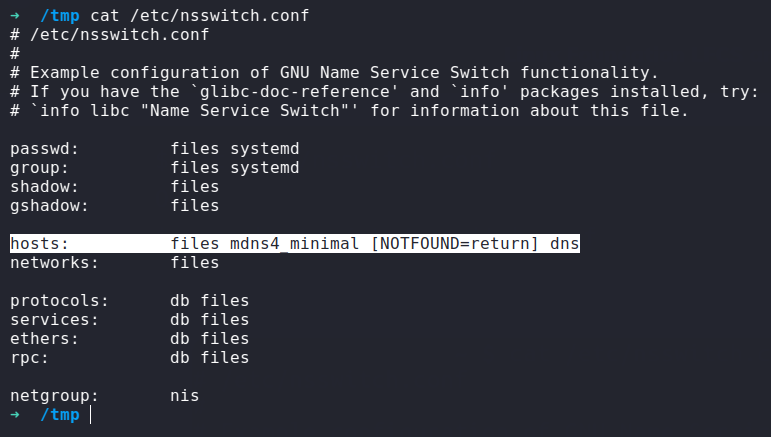 ➜  /tmp cat /etc/nsswitch.conf
# /etc/nsswitch.conf
#
# Example configuration of GNU Name Service Switch functionality.
# If you have the `glibc-doc-reference' and `info' packages installed, try:
# `info libc "Name Service Switch"' for information about this file.

passwd:         files systemd
group:          files systemd
shadow:         files
gshadow:        files

hosts:          files mdns4_minimal [NOTFOUND=return] dns
networks:       files

protocols:      db files
services:       db files
ethers:         db files
rpc:            db files

netgroup:       nis
➜  /tmp